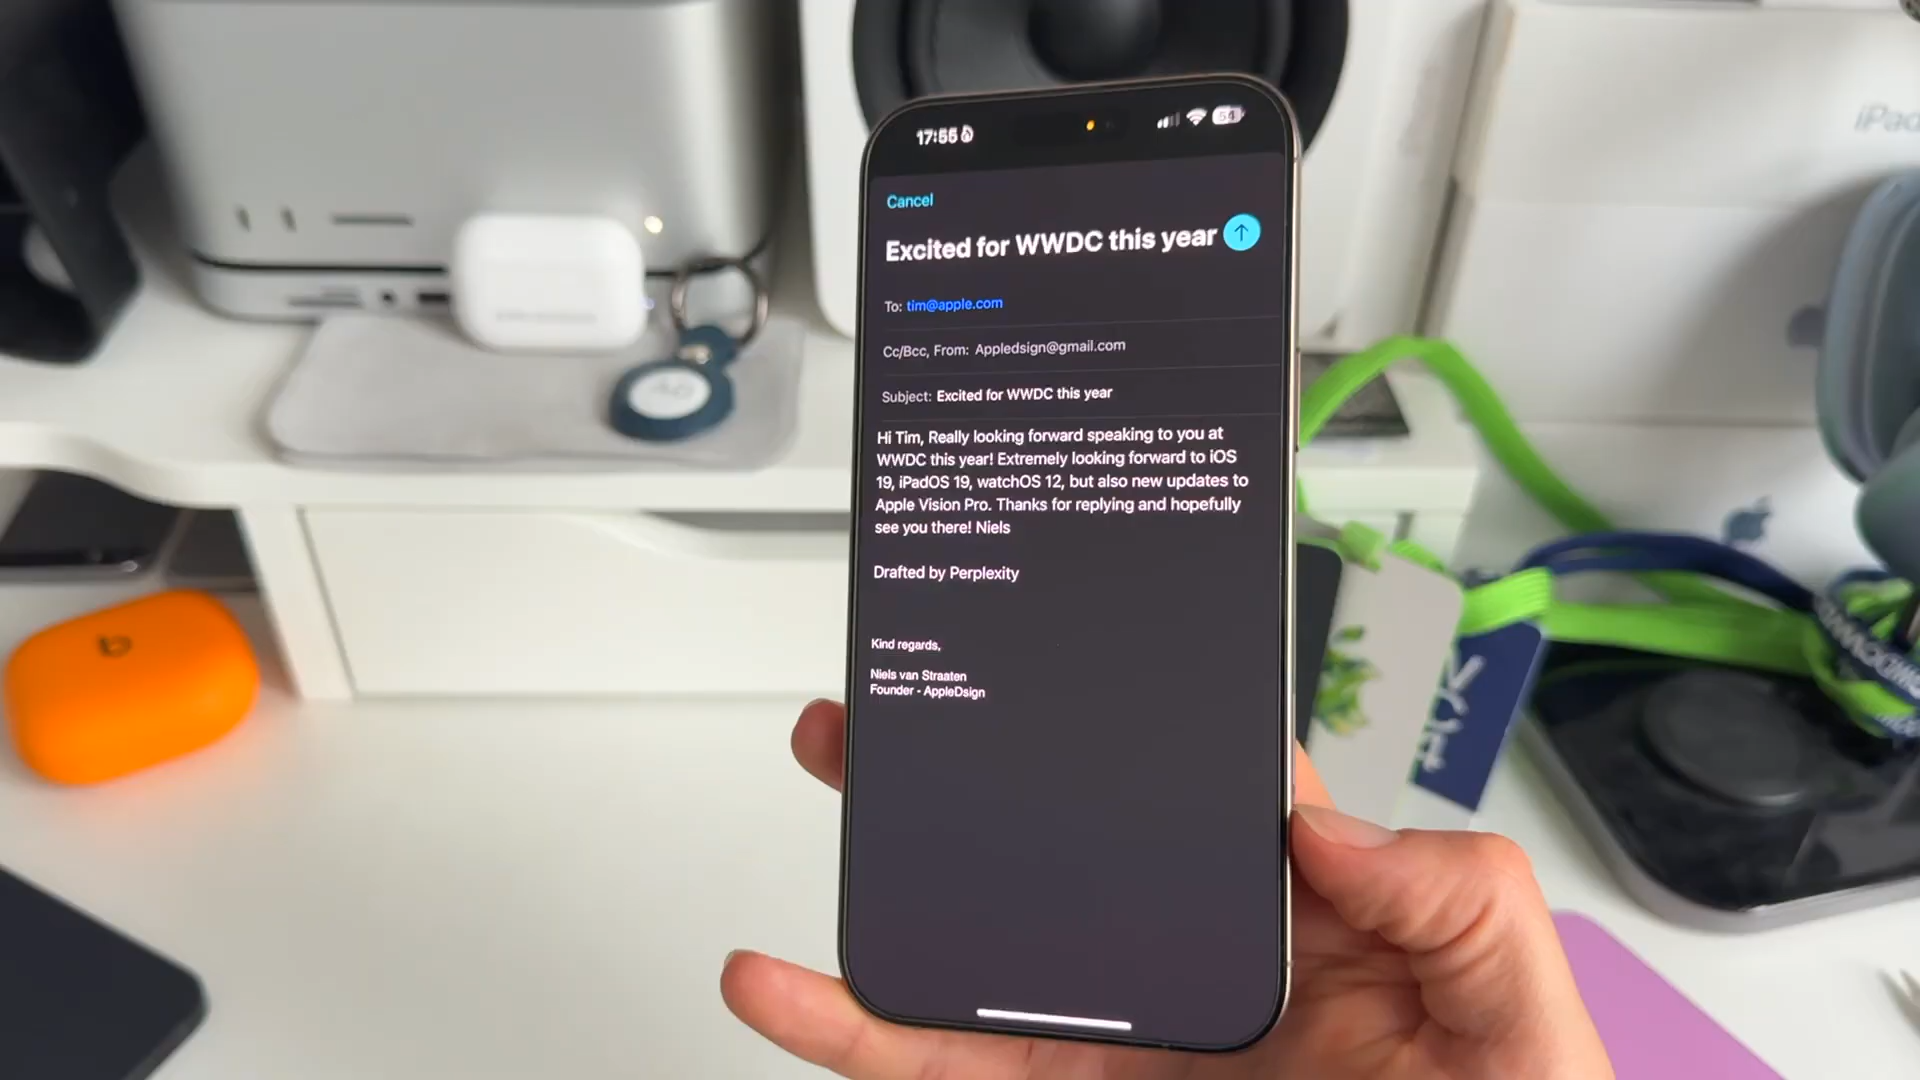 iPad
17:55
54
Cancel
Excited for WWDC this year
To: tim@apple.com
Cc/Bcc, From: Appledsign@gmail.com
Subject: Excited for WWDC this year
Hi Tim, Really looking forward speaking to you at
WWDC this year! Extremely looking forward to iOS
19, iPadOS 19, watchOS 12, but also new updates to
Apple Vision Pro. Thanks for replying and hopefully
see you there! Niels
Drafted by Perplexity
Kind regards,
Niels van Straaten
Founder - AppleDsign